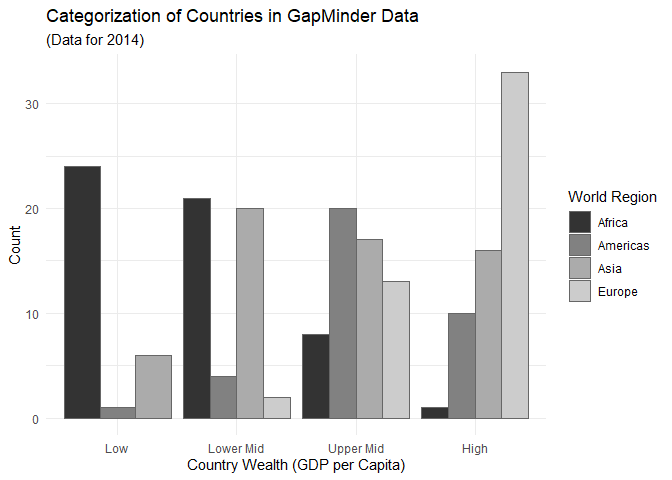 Categorization of Countries in GapMinder Data
(Data for 2014)
30
20
10
0
Count
Low Lower Mid Upper Mid High
Country Wealth (GDP per Capita)
World Region
Africa
Americas
Asia
Europe